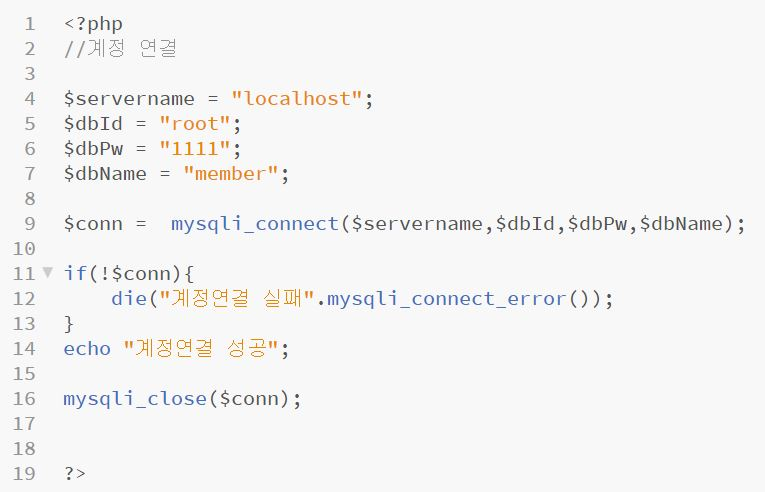 1 <?php
2 //계정 연결
3
4 $servername = "localhost";
5 $dbId = "root";
6 $dbPw = "1111";
7 $dbName = "member";
8
9 $conn =  mysqli_connect($servername,$dbId,$dbPw,$dbName);
10
11 if(!$conn){
12     die("계정연결 실패".mysqli_connect_error());
13 }
14 echo "계정연결 성공";
15
16 mysqli_close($conn);
17
18
19 ?>